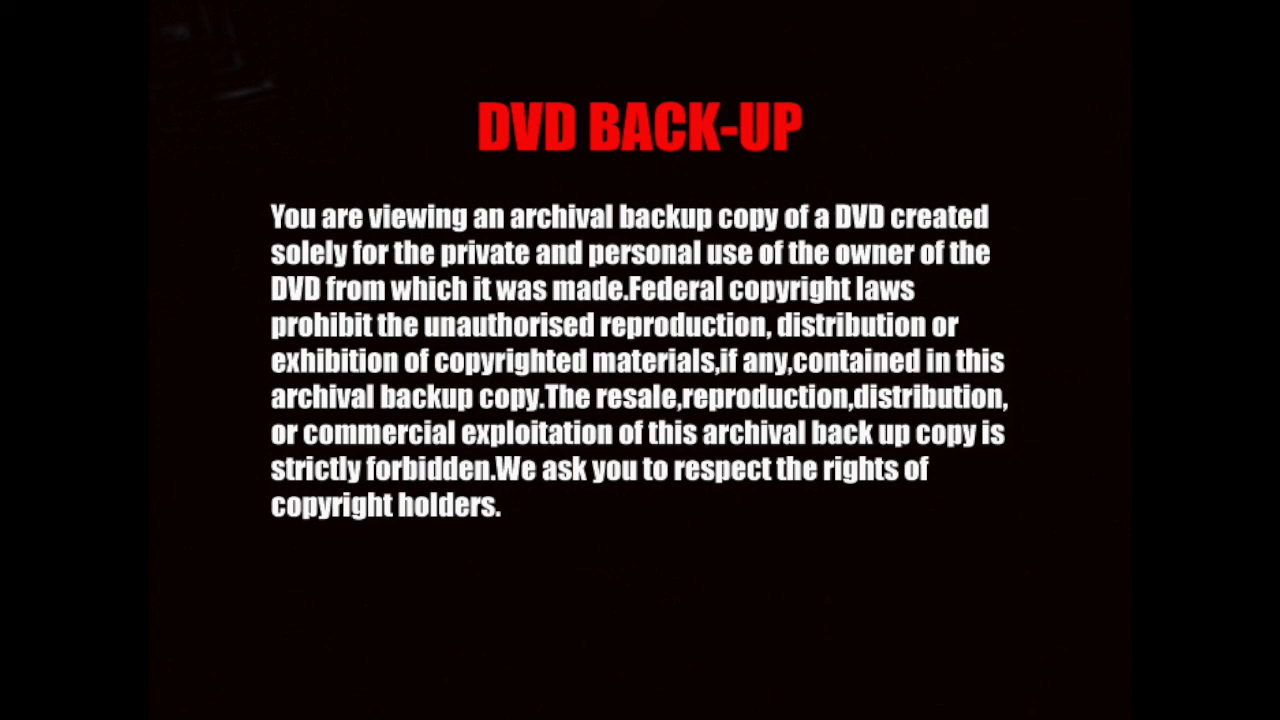 DVD BACK-UP
You are viewing an archival backup copy of a DVD created
solely for the private and personal use of the owner of the
DVD from which it was made.Federal copyright laws
prohibit the unauthorised reproduction, distribution or
exhibition of copyrighted materials,if any,contained in this
archival backup copy.The resale,reproduction,distribution,
or commercial exploitation of this archival back up copy is
strictly forbidden.We ask you to respect the rights of
copyright holders.